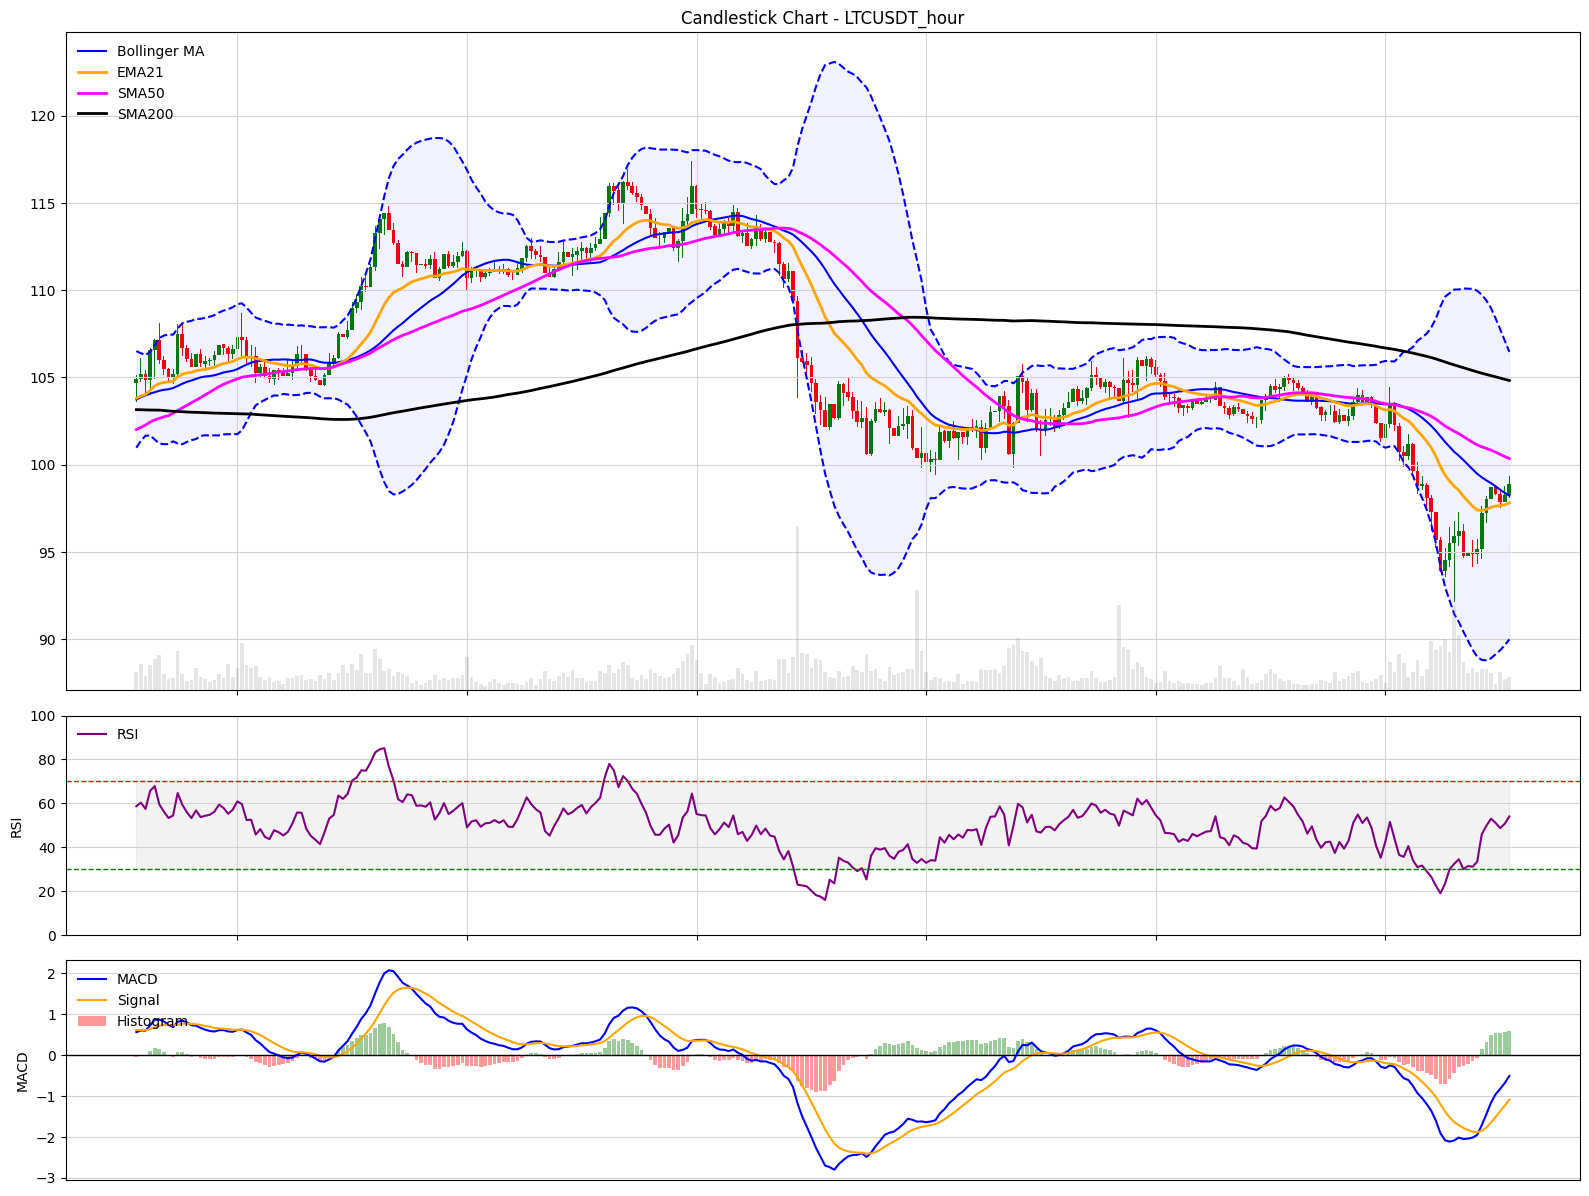 Candlestick Chart - LTCUSDT_hour
Bollinger MA
EMA21
SMA50
SMA200
120
115
110
105
100
95
90
RSI
100
80
60
40
20
0
RSI
MACD
Signal
Histogram
2
1
0
−1
−2
−3
MACD